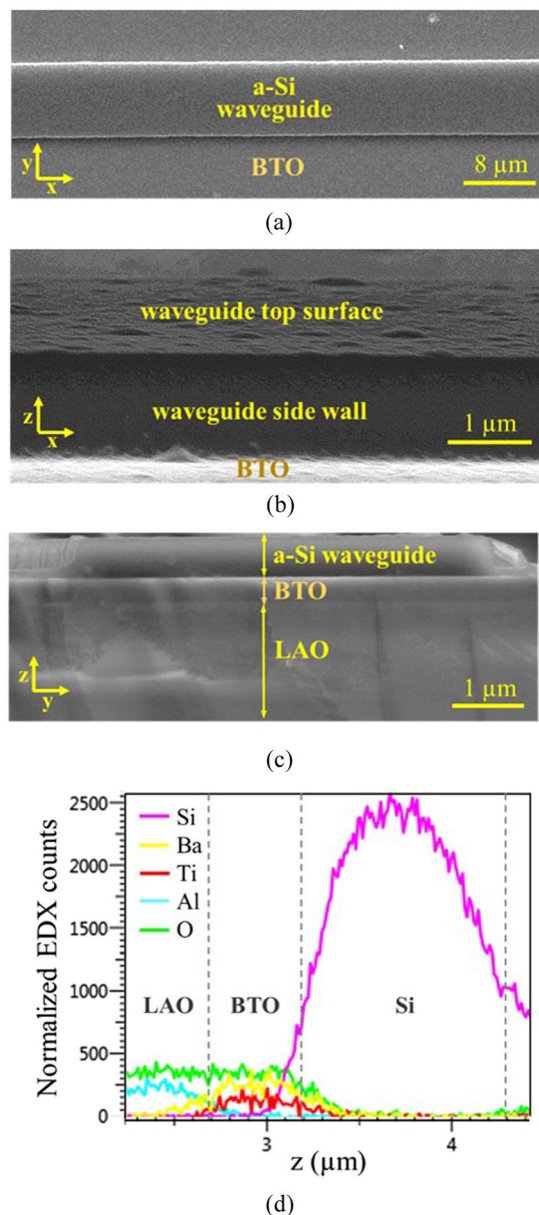 a-Si
waveguide
y
x
BTO
8 µm
(a)
waveguide top surface
z
x
waveguide side wall
1 µm
BTO
(b)
a-Si waveguide
BTO
LAO
z
y
1 µm
(c)
Normalized EDX counts
2500
2000
1500
1000
500
0
Si
Ba
Ti
Al
O
LAO
BTO
Si
3
4
z (µm)
(d)